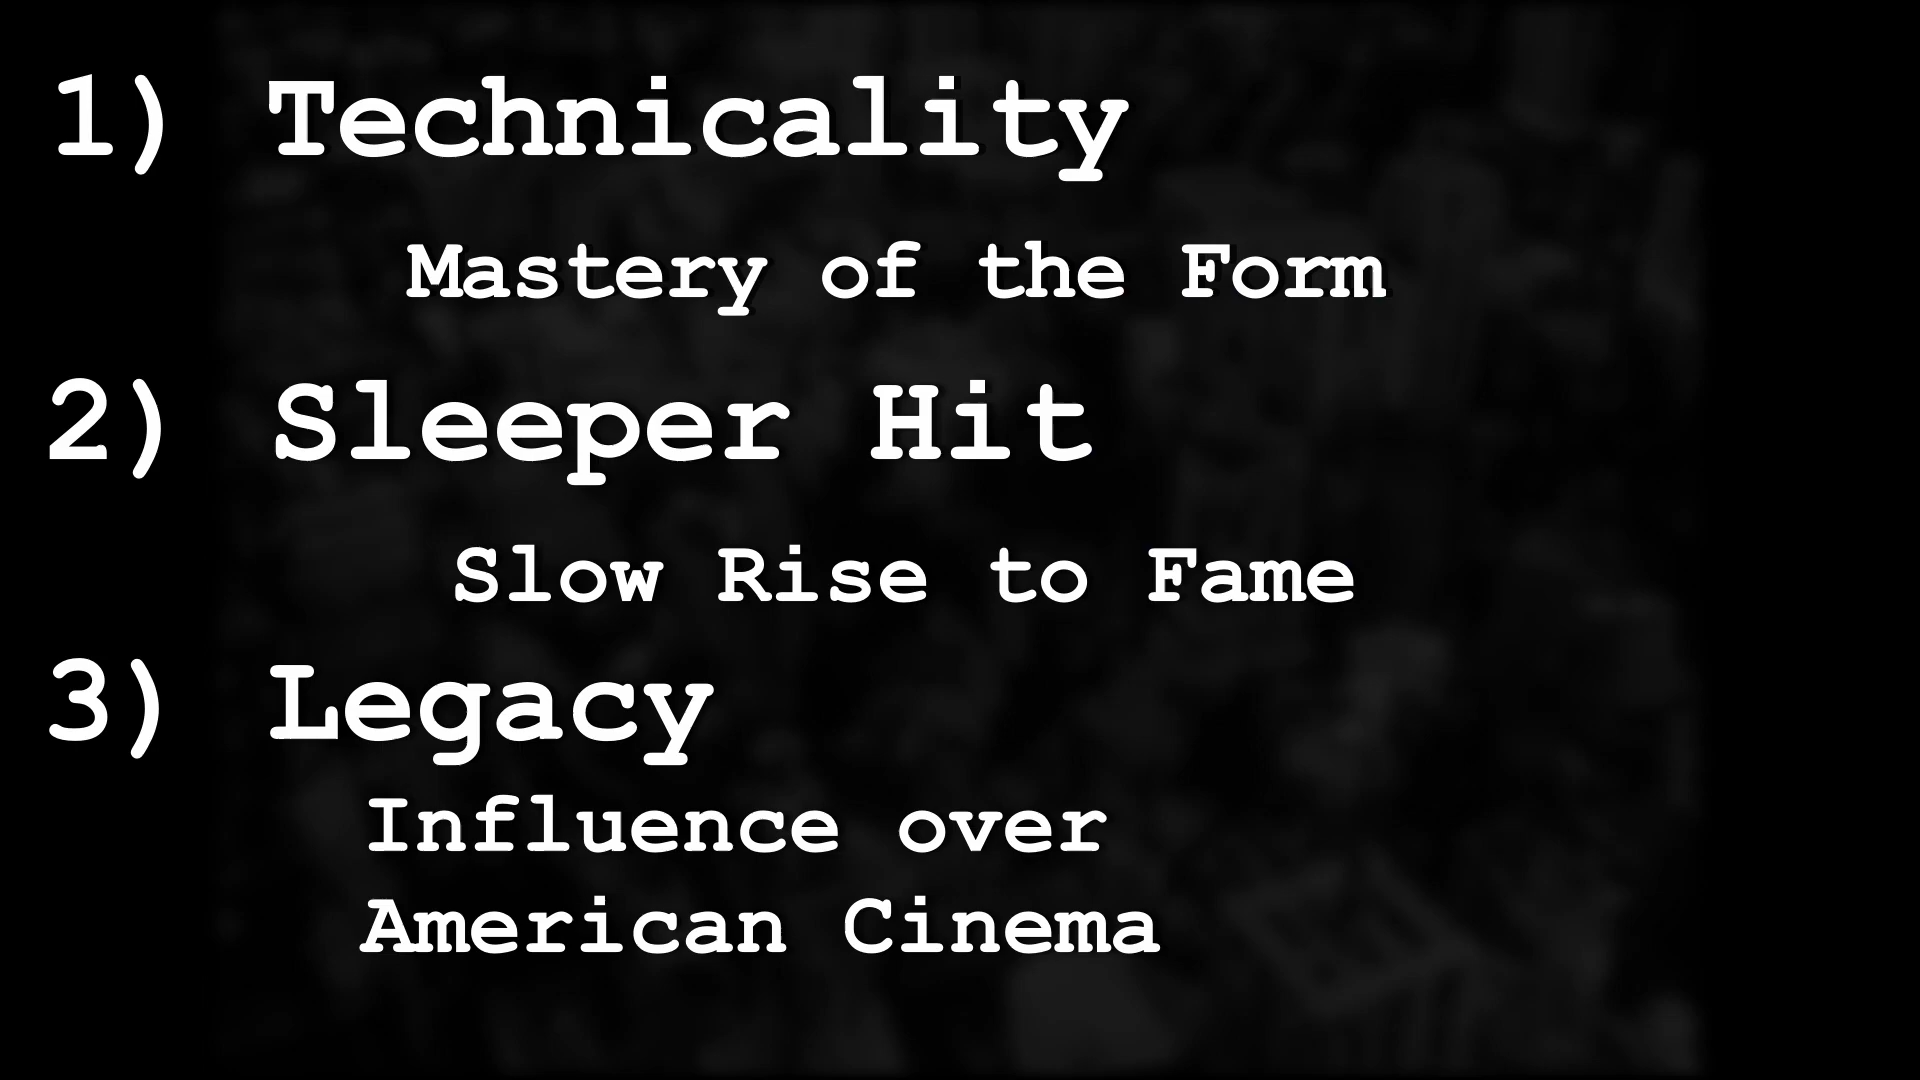 1) Technicality
Mastery of the Form
2) Sleeper Hit
Slow Rise to Fame
3) Legacy
Influence over
American Cinema